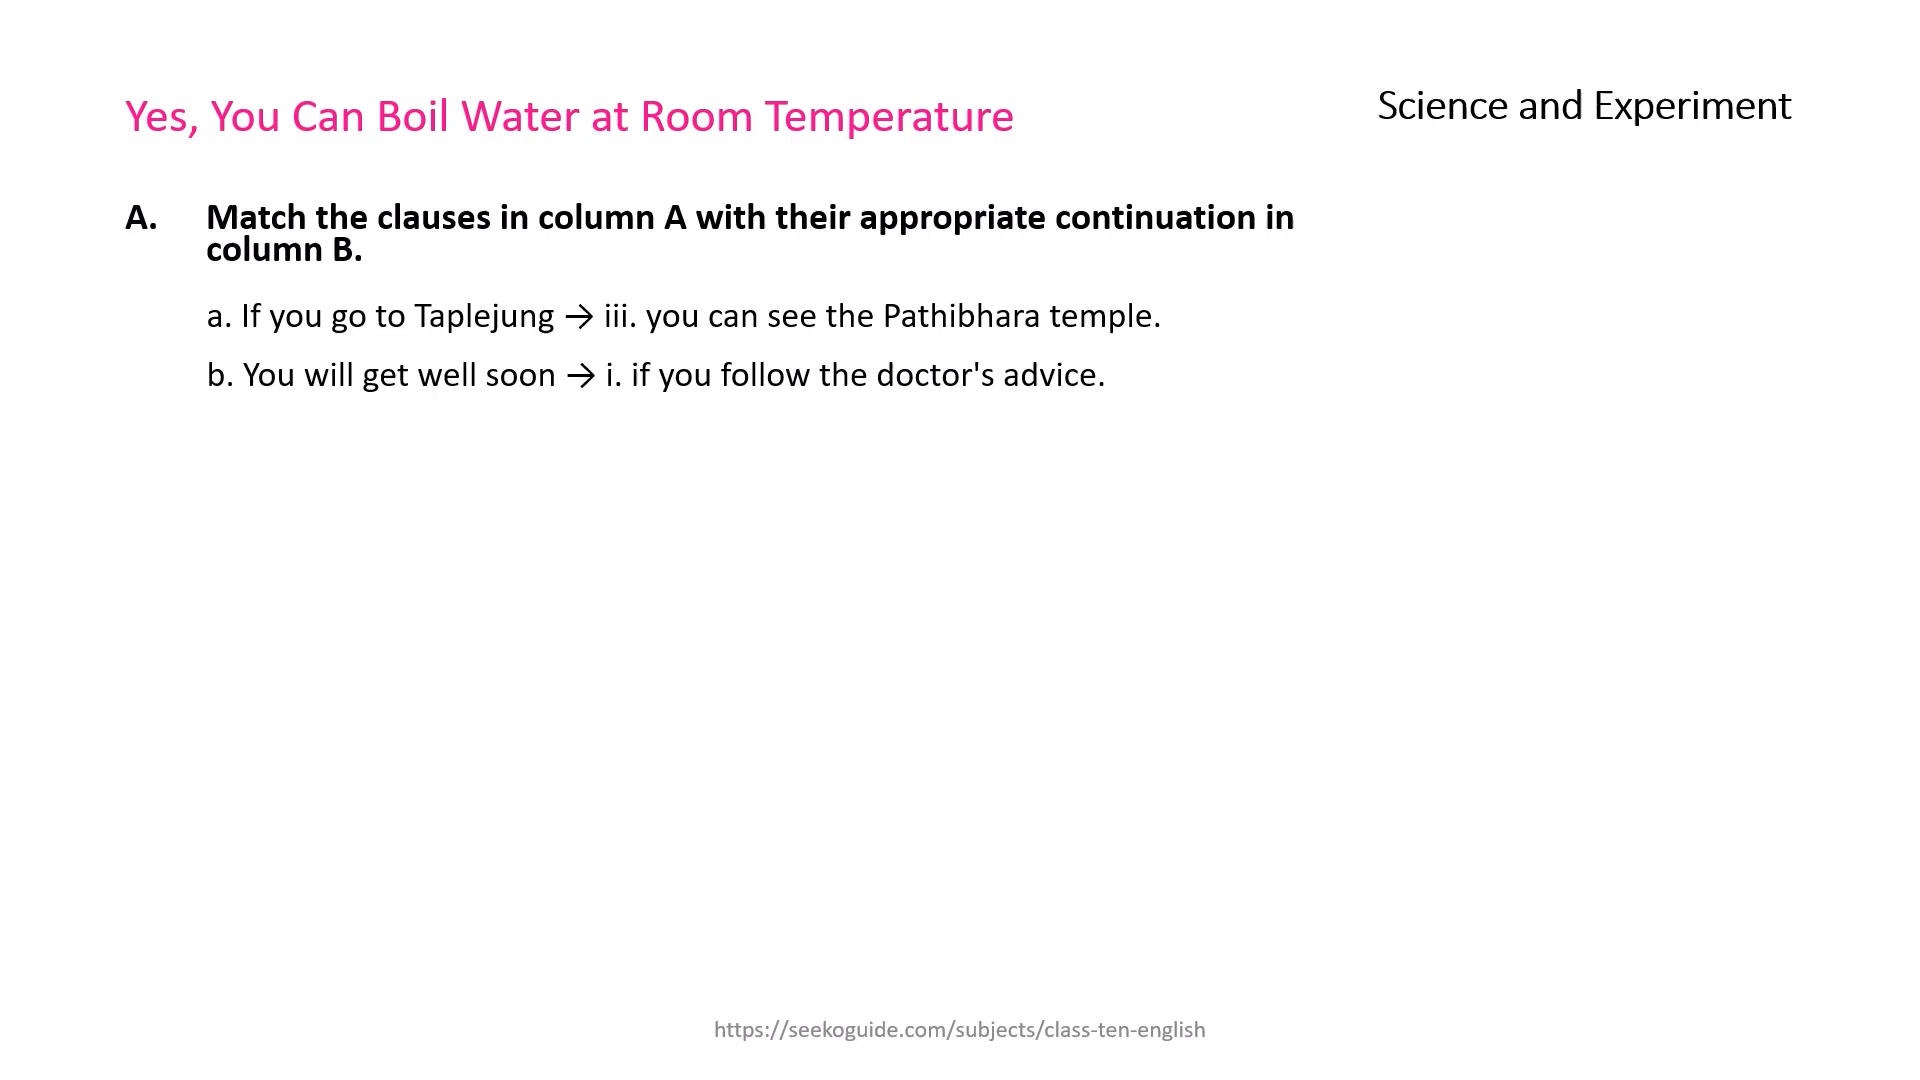 Yes, You Can Boil Water at Room Temperature
Science and Experiment
A. Match the clauses in column A with their appropriate continuation in
column B.
a. If you go to Taplejung → iii. you can see the Pathibhara temple.
b. You will get well soon → i. if you follow the doctor's advice.
https://seekoguide.com/subjects/class-ten-english